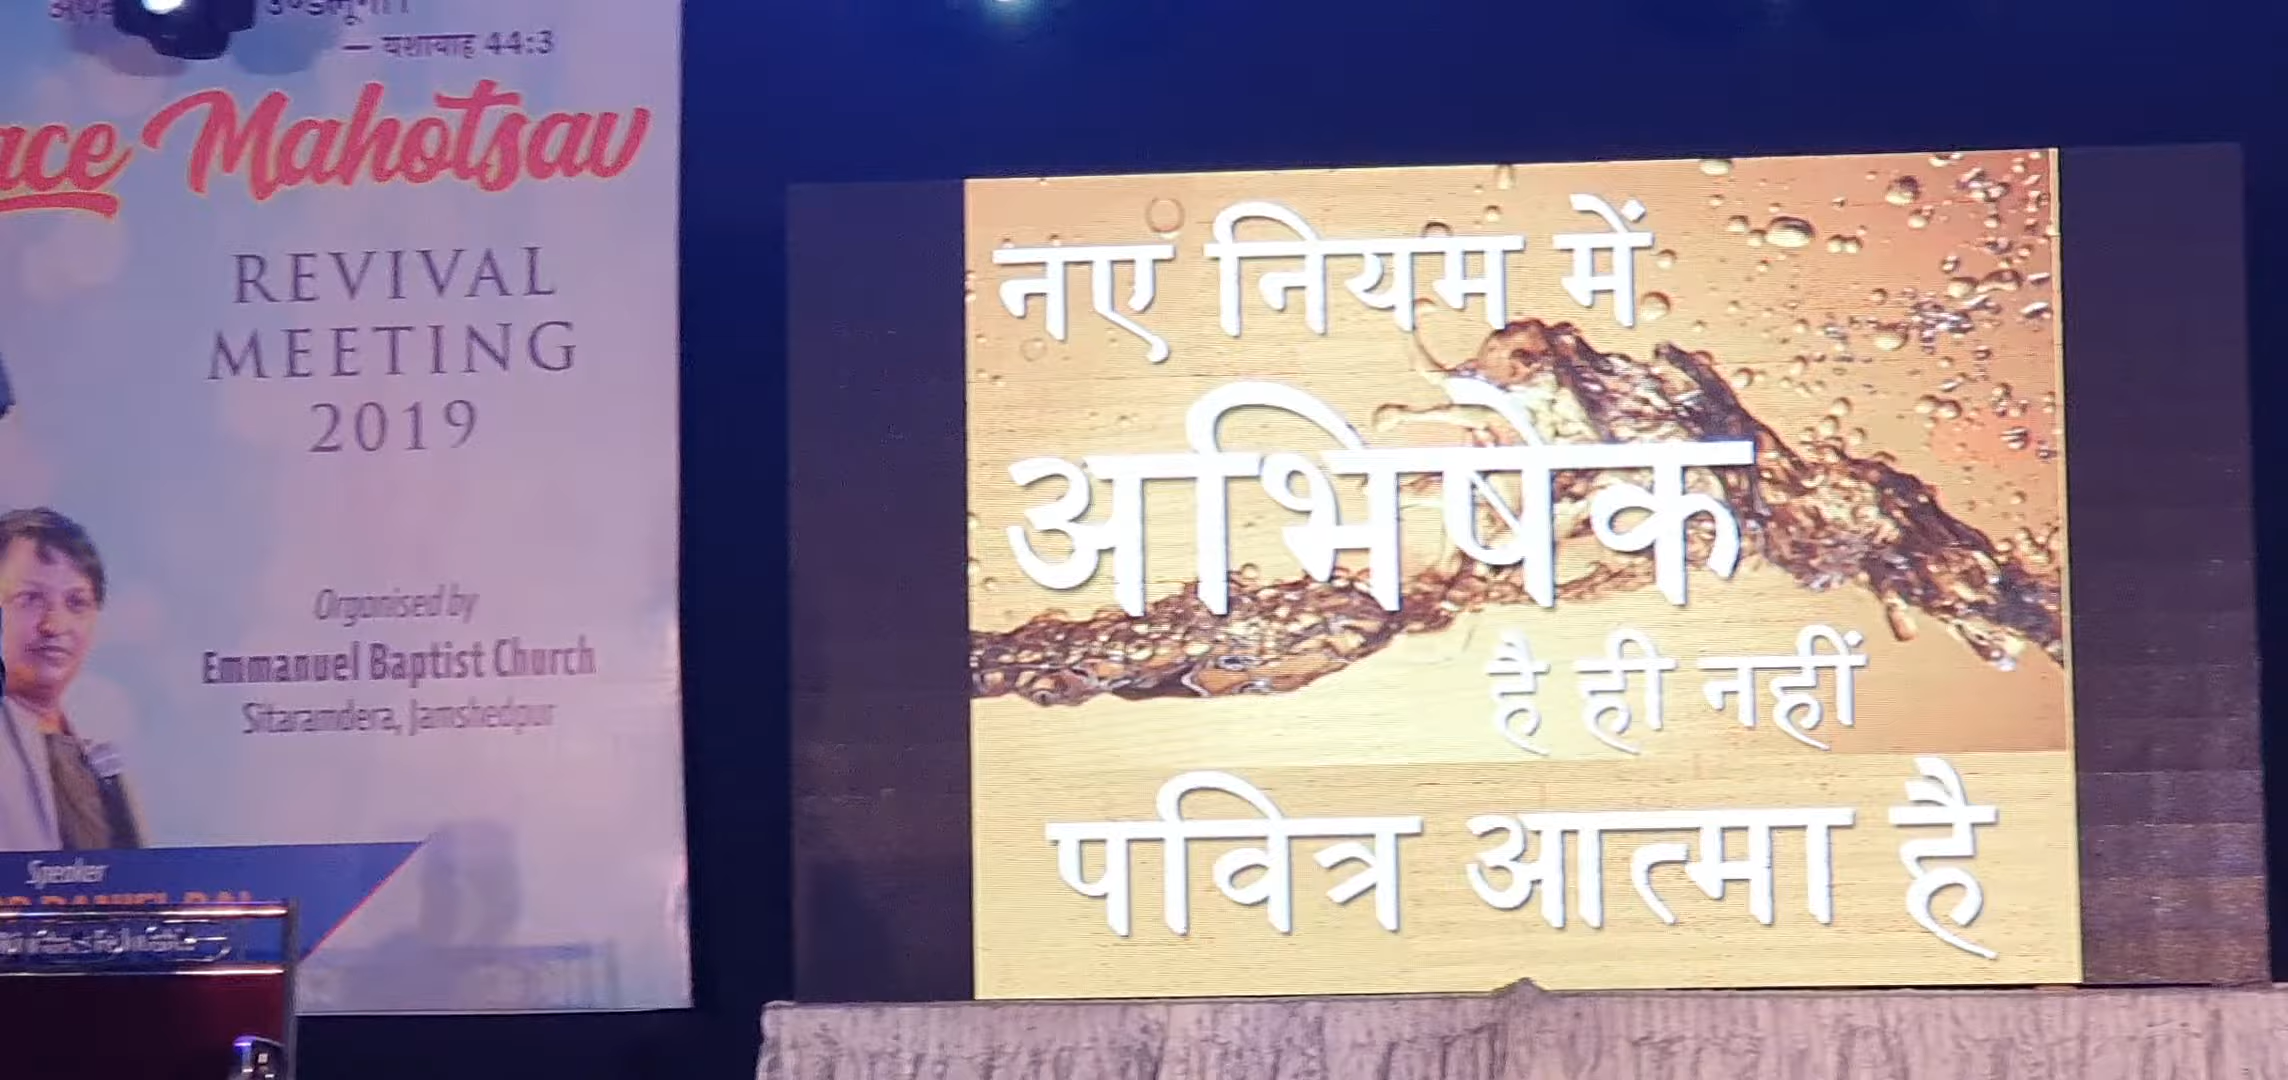 — यशायाह 44:3
ace Mahotsav
REVIVAL
MEETING
2019
Organised by
Emmanuel Baptist Church
Sitaramdera, Jamshedpur
Speaker
नए नियम में
अभिषेक
है ही नहीं
पवित्र आत्मा है